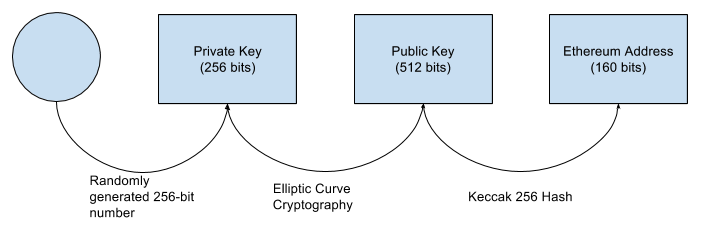 Private Key
(256 bits)
Public Key
(512 bits)
Ethereum Address
(160 bits)
Randomly
generated 256-bit
number
Elliptic Curve
Cryptography
Keccak 256 Hash